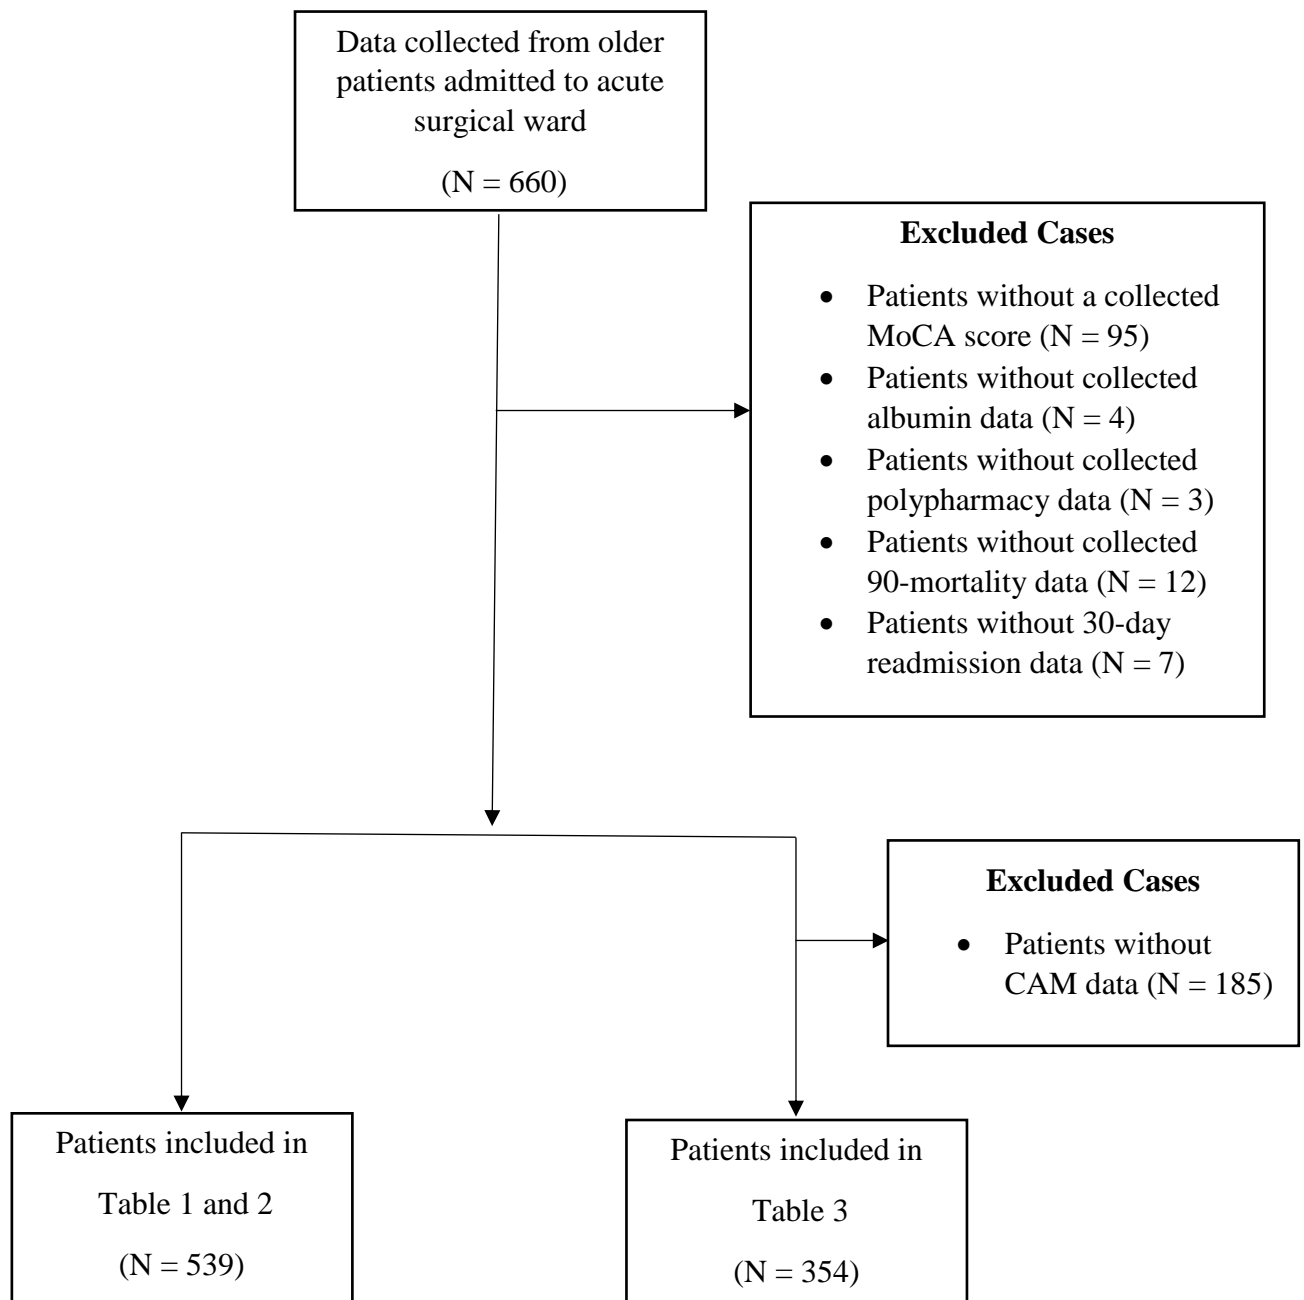 Data collected from older
patients admitted to acute
surgical ward
(N = 660)
Excluded Cases
• Patients without a collected
MoCA score (N = 95)
• Patients without collected
albumin data (N = 4)
• Patients without collected
polypharmacy data (N = 3)
• Patients without collected
90-mortality data (N = 12)
• Patients without 30-day
readmission data (N = 7)
Excluded Cases
• Patients without
CAM data (N = 185)
Patients included in
Table 1 and 2
(N = 539)
Patients included in
Table 3
(N = 354)